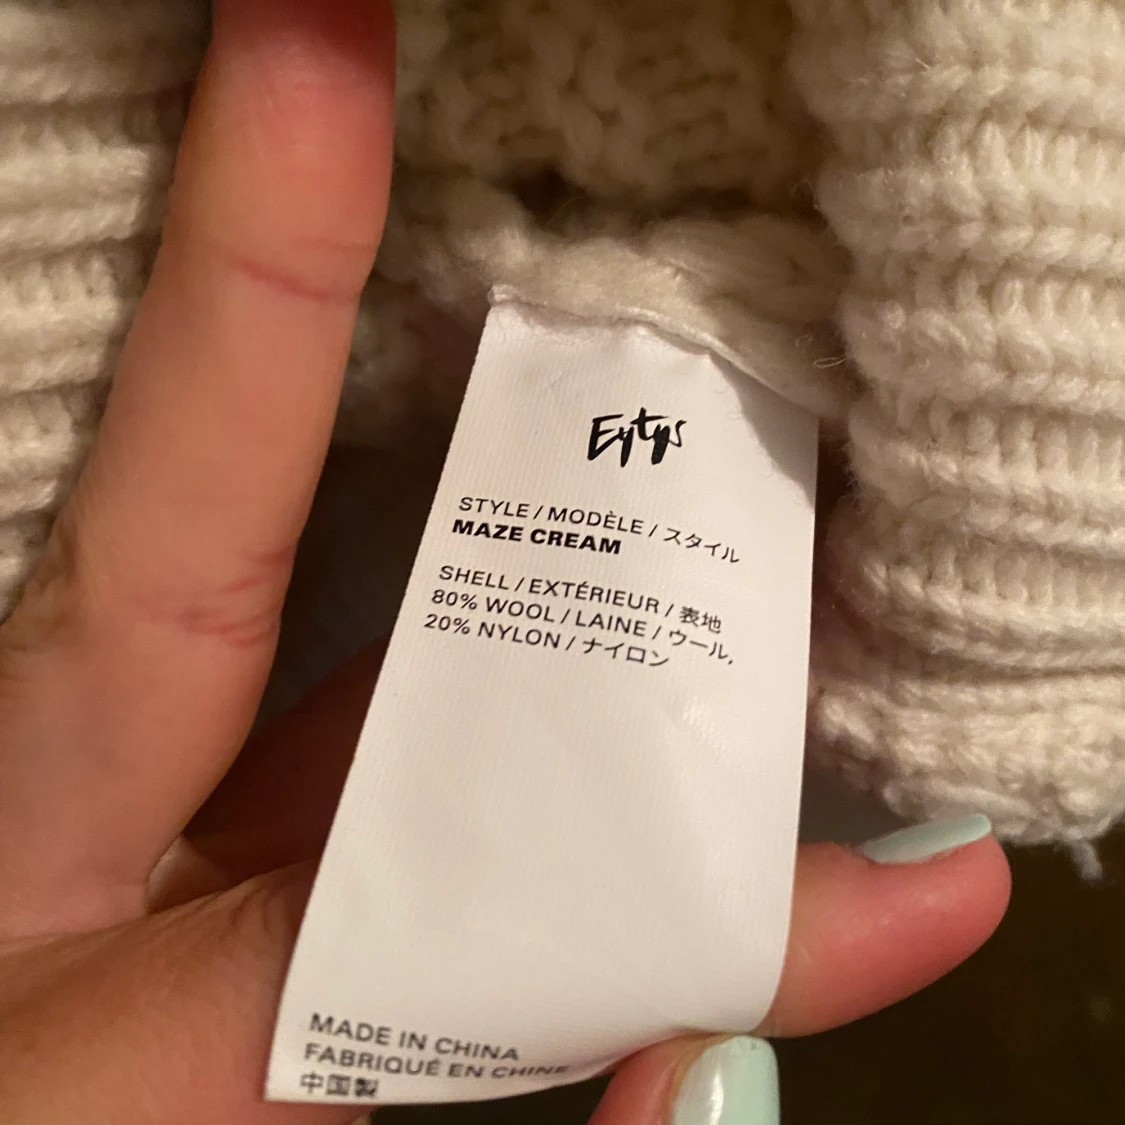 Eytys
STYLE / MODÈLE / スタイル
MAZE CREAM
SHELL / EXTÉRIEUR / 表地
80% WOOL / LAINE / ウール,
20% NYLON / ナイロン
MADE IN CHINA
FABRIQUÉ EN CHINE
中国製